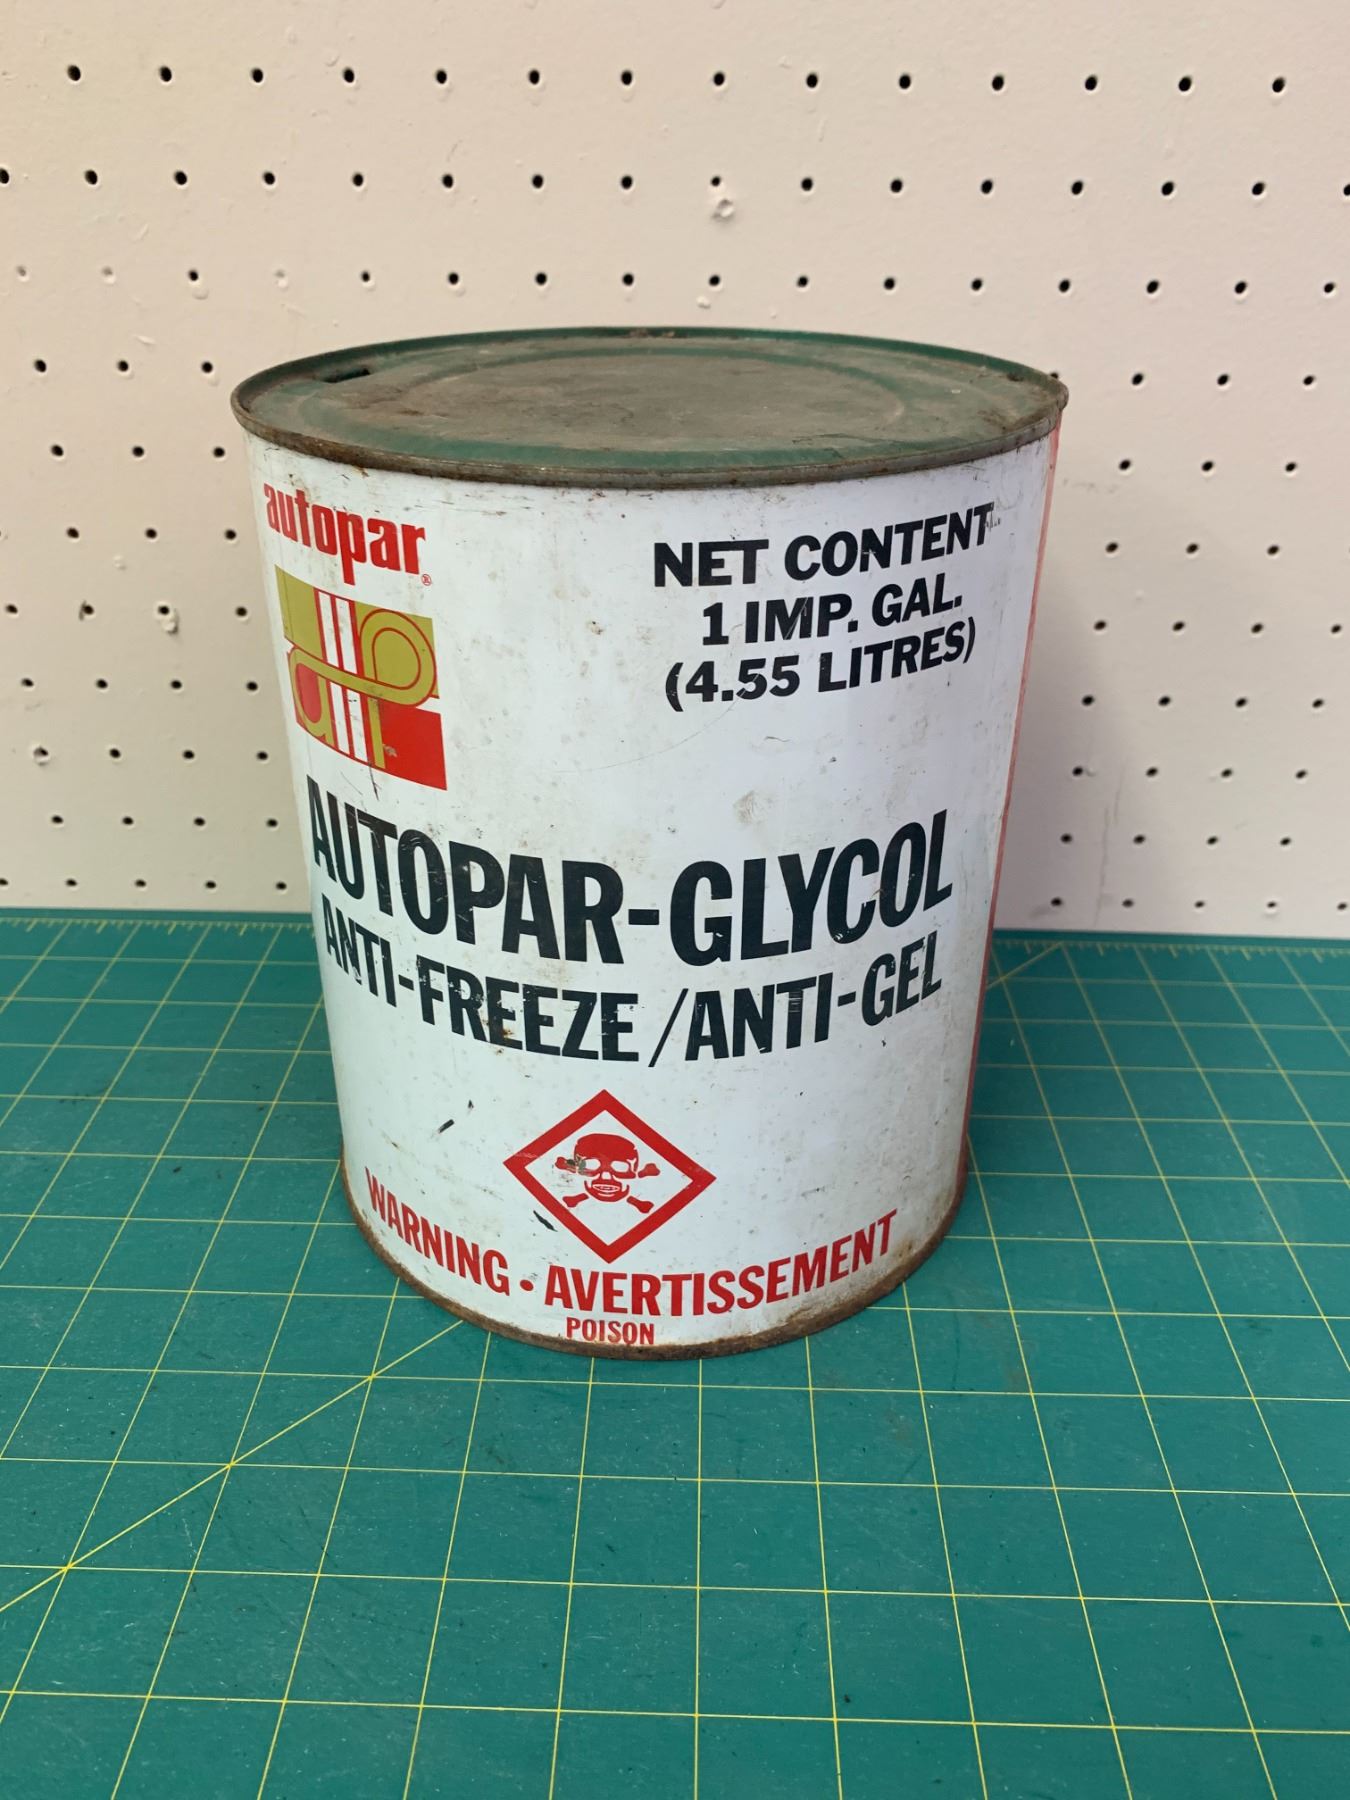 autopar®
NET CONTENT
1 IMP. GAL.
(4.55 LITRES)
AUTOPAR-GLYCOL
ANTI-FREEZE/ANTI-GEL
WARNING • AVERTISSEMENT
POISON